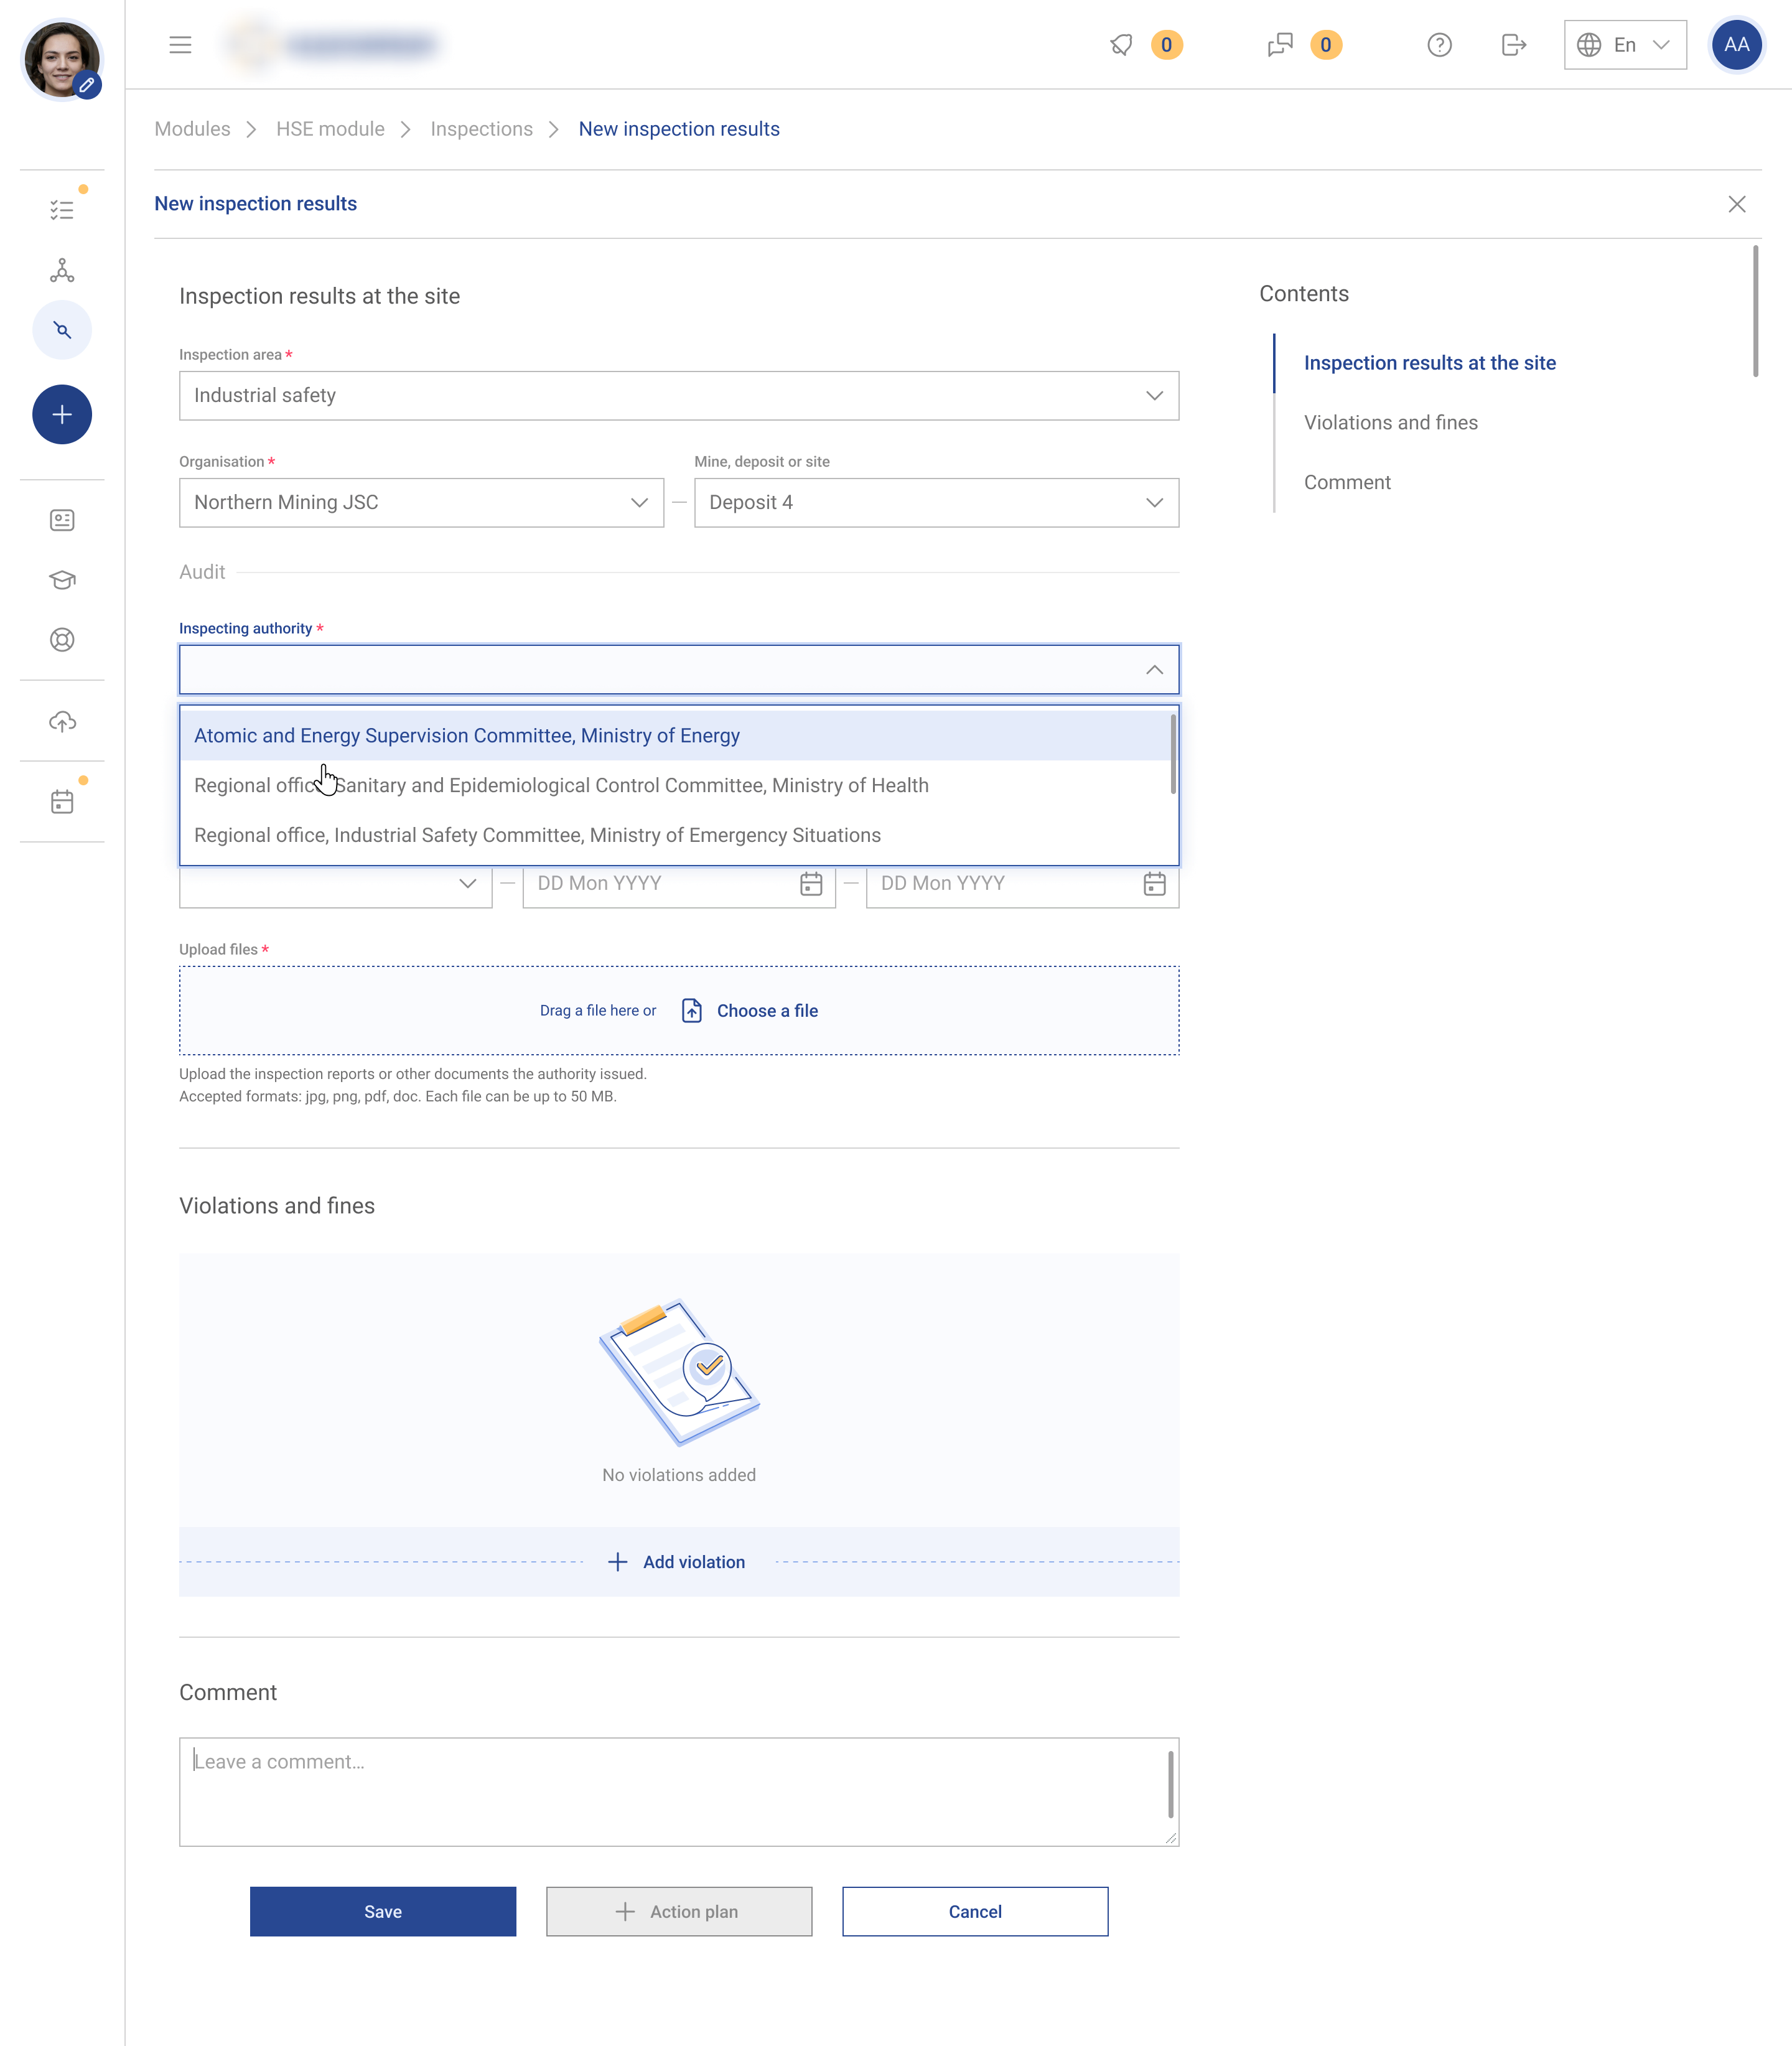 0
0
En
AA
Modules
HSE module
Inspections
New inspection results
New inspection results
Inspection results at the site
Inspection area *
Industrial safety
Organisation *
Northern Mining JSC
Mine, deposit or site
Deposit 4
Audit
Inspecting authority *
Atomic and Energy Supervision Committee, Ministry of Energy
Regional office, Sanitary and Epidemiological Control Committee, Ministry of Health
Regional office, Industrial Safety Committee, Ministry of Emergency Situations
DD Mon YYYY
DD Mon YYYY
Upload files *
Drag a file here or
Choose a file
Upload the inspection reports or other documents the authority issued.
Accepted formats: jpg, png, pdf, doc. Each file can be up to 50 MB.
Violations and fines
No violations added
Add violation
Comment
Leave a comment...
Save
Action plan
Cancel
Contents
Inspection results at the site
Violations and fines
Comment